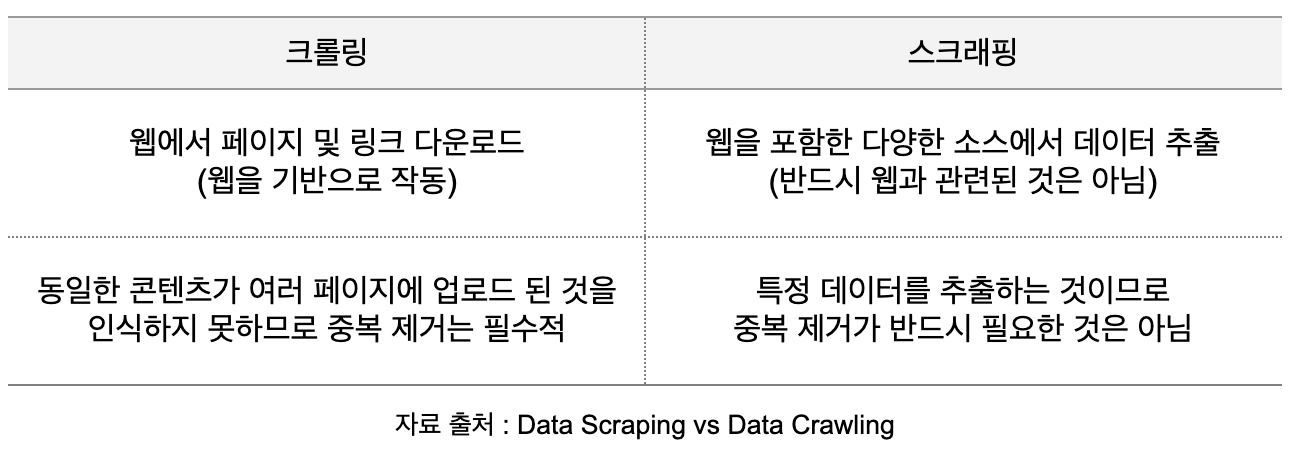 크롤링
스크래핑
웹에서 페이지 및 링크 다운로드
(웹을 기반으로 작동)
웹을 포함한 다양한 소스에서 데이터 추출
(반드시 웹과 관련된 것은 아님)
동일한 콘텐츠가 여러 페이지에 업로드 된 것을
인식하지 못하므로 중복 제거는 필수적
특정 데이터를 추출하는 것이므로
중복 제거가 반드시 필요한 것은 아님
자료 출처 : Data Scraping vs Data Crawling